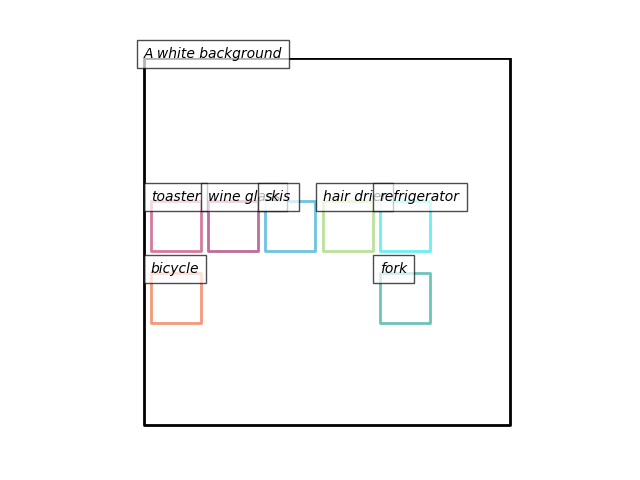 A white background
toaster
wine glass
skis
hair drier
refrigerator
bicycle
fork